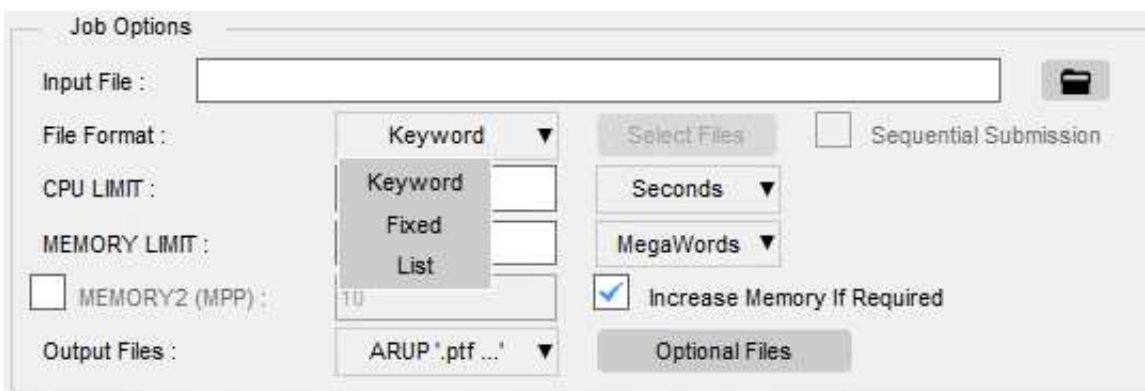 Job Options
Input File :
File Format : Keyword Select Files Sequential Submission
Keyword
CPU LIMIT : Seconds
Fixed
MEMORY LIMIT : MegaWords
List
MEMORY2 (MPP) : 10 Increase Memory If Required
Output Files : ARUP '.ptf ...' Optional Files